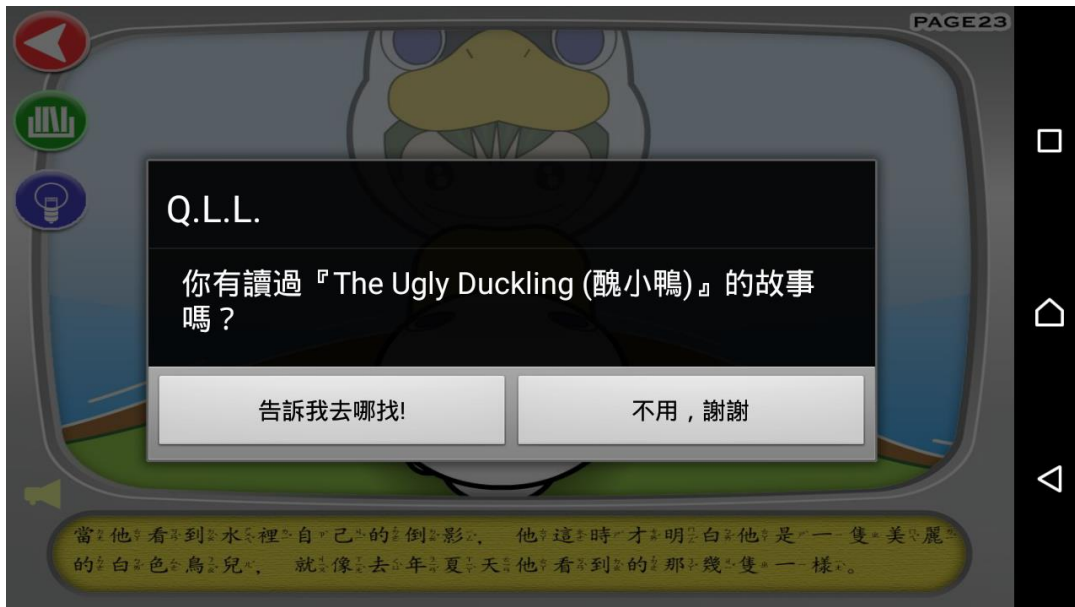 PAGE23
Q.L.L.
你有讀過『The Ugly Duckling (醜小鴨)』的故事
嗎？
告訴我去哪找!
不用，謝謝
當他看到水裡自己的倒影，他這時才明白他是一隻美麗
的白色鳥兒，就像去年夏天他看到的那幾隻一樣。